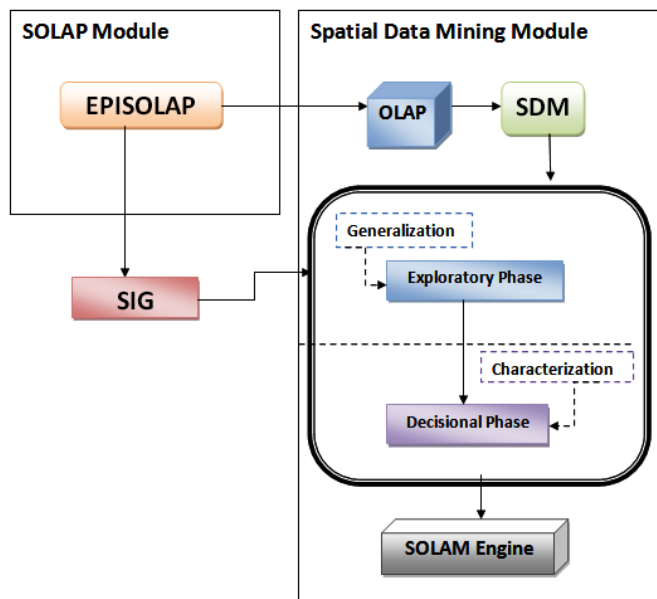 SOLAP Module
Spatial Data Mining Module
EPISOLAP
OLAP
SDM
Generalization
Exploratory Phase
SIG
Characterization
Decisional Phase
SOLAM Engine